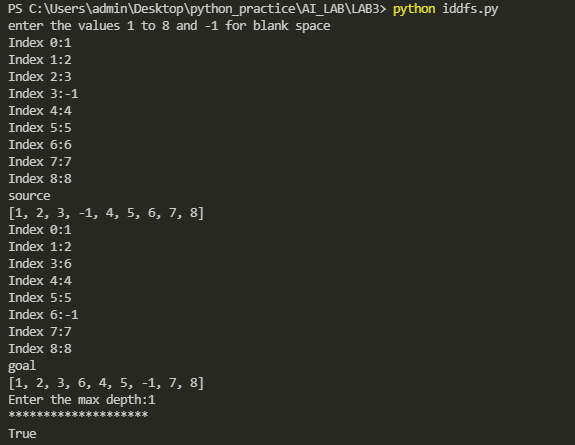 PS C:\Users\admin\Desktop\python_practice\AI_LAB\LAB3> python iddfs.py
enter the values 1 to 8 and -1 for blank space
Index 0:1
Index 1:2
Index 2:3
Index 3:-1
Index 4:4
Index 5:5
Index 6:6
Index 7:7
Index 8:8
source
[1, 2, 3, -1, 4, 5, 6, 7, 8]
Index 0:1
Index 1:2
Index 3:6
Index 4:4
Index 5:5
Index 6:-1
Index 7:7
Index 8:8
goal
[1, 2, 3, 6, 4, 5, -1, 7, 8]
Enter the max depth:1
********************
True